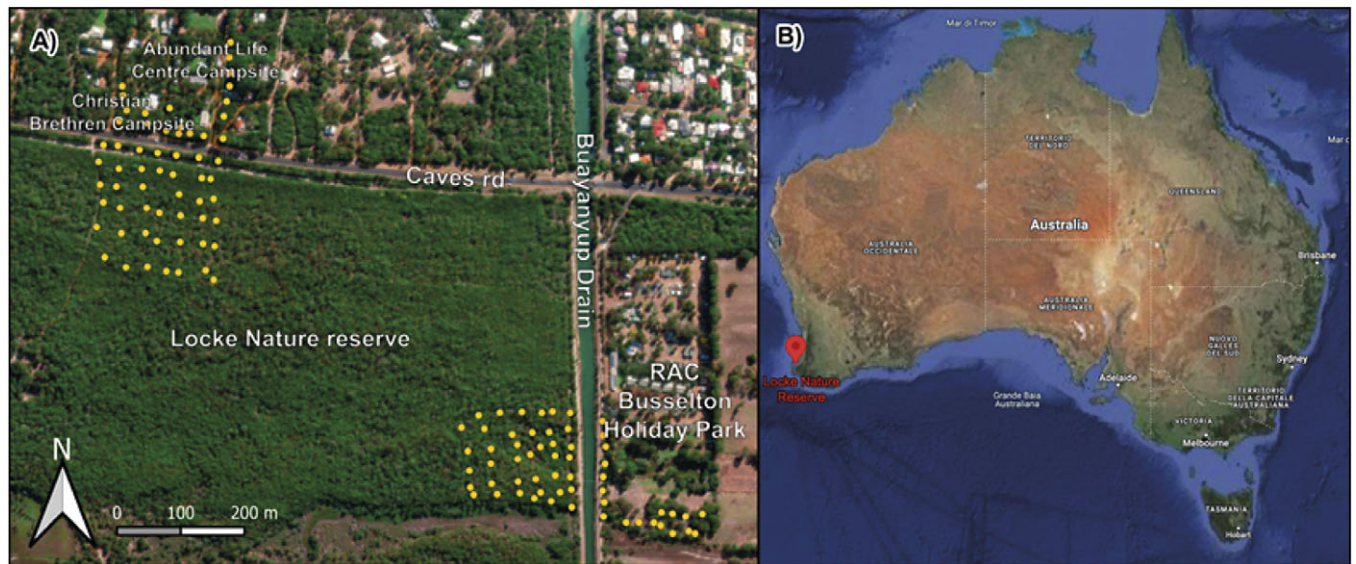 A)
Abundant Life
Centre Campsite
Christian
Brethren Campsite
Caves rd
Buayanyup Drain
Locke Nature reserve
RAC
Busselton
Holiday Park
N
0 100 200 m
B)
Mar di Timor
TERRITORIO
DEL NORD
QUEENSLAND
Australia
AUSTRALIA
OCCIDENTALE
Brisbane
AUSTRALIA
MERIDIONALE
NUOVO
GALLES
DEL SUD
Sydney
Locke Nature
Reserve
Adelaide
Grande Baia
Australiana
TERRITORIO
DELLA CAPITALE
AUSTRALIANA
VICTORIA
Melbourne
TASMANIA
Hobart